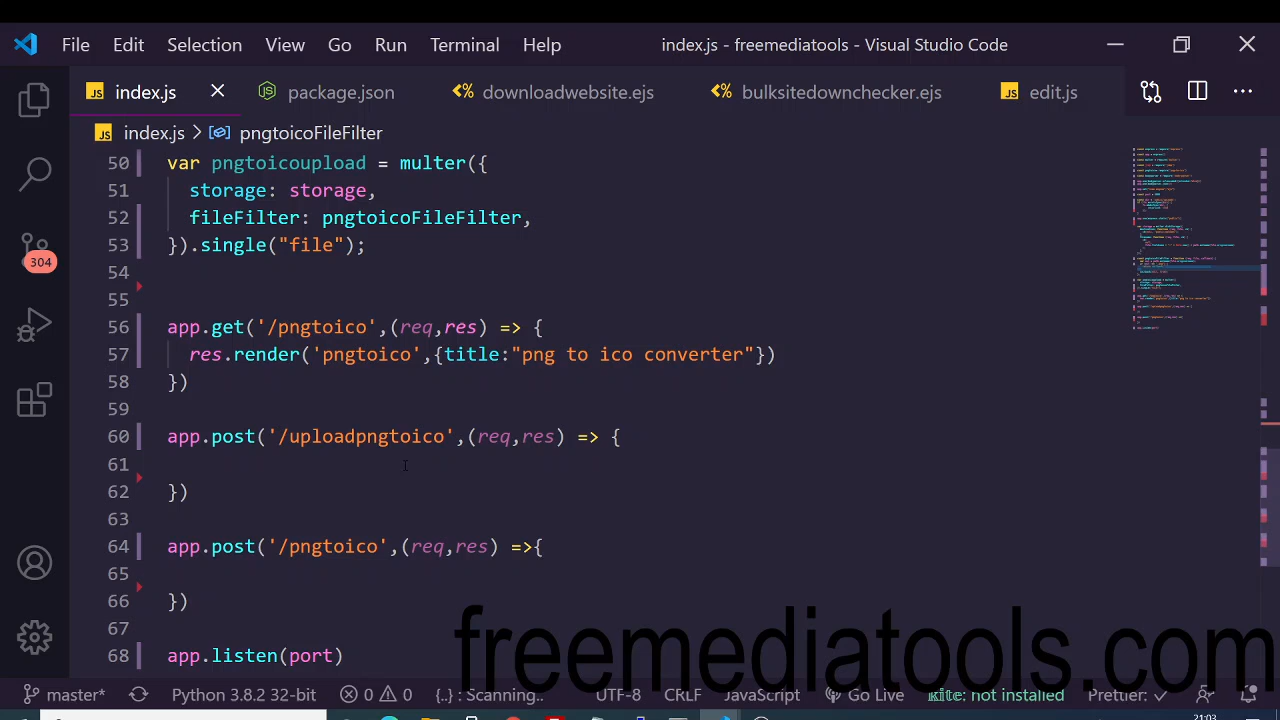 File Edit Selection View Go Run Terminal Help index.js - freemediatools - Visual Studio Code
JS index.js package.json downloadwebsite.ejs bulksitedownchecker.ejs JS edit.js
JS index.js > pngtoicoFileFilter
50 var pngtoicoupload = multer({
51 storage: storage,
52 fileFilter: pngtoicoFileFilter,
53 }).single("file");
54
55
56 app.get('/pngtoico',(req,res) => {
57 res.render('pngtoico',{title:"png to ico converter"})
58 })
59
60 app.post('/uploadpngtoico',(req,res) => {
61
62 })
63
64 app.post('/pngtoico',(req,res) =>{
65
66 })
67
68 app.listen(port)
304
freemediatools.com
master* Python 3.8.2 32-bit 0 0 {..} : Scanning.. UTF-8 CRLF JavaScript Go Live Kite: not installed Prettier: ✓
21:03